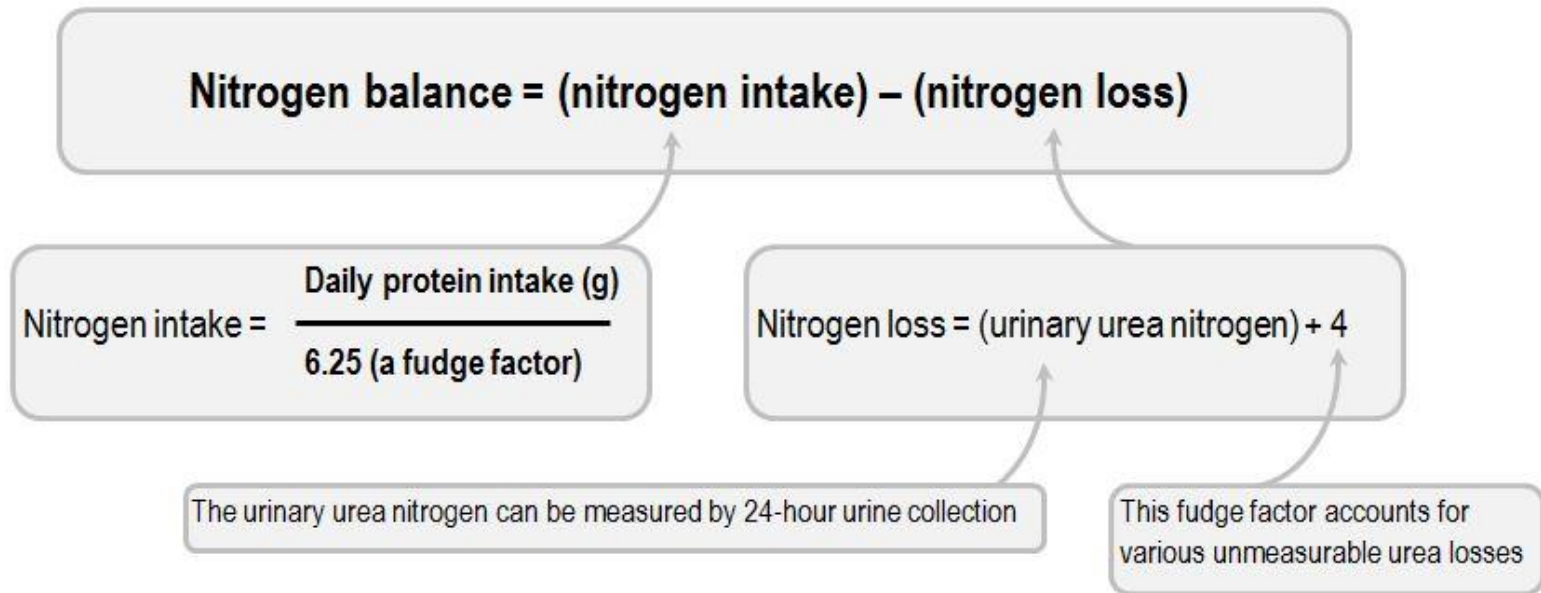 Nitrogen balance = (nitrogen intake) – (nitrogen loss)
Nitrogen intake =
Daily protein intake (g)
6.25 (a fudge factor)
Nitrogen loss = (urinary urea nitrogen) + 4
The urinary urea nitrogen can be measured by 24-hour urine collection
This fudge factor accounts for
various unmeasurable urea losses